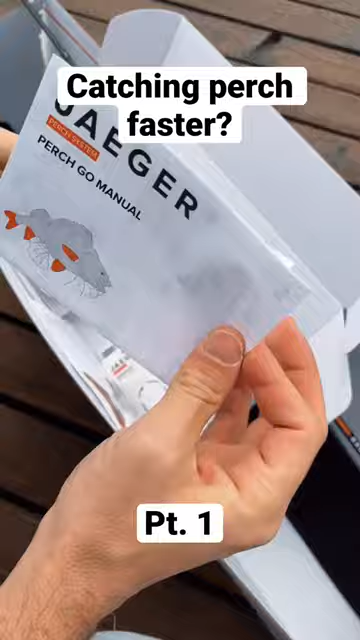 Catching perch
faster?
JAEGER
PERCH SYSTEM
PERCH GO MANUAL
Pt. 1